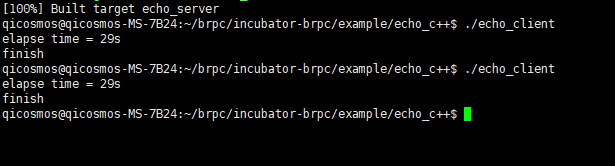 [100%] Built target echo_server
qicosmos@qicosmos-MS-7B24:~/brpc/incubator-brpc/example/echo_c++$ ./echo_client
elapse time = 29s
finish
qicosmos@qicosmos-MS-7B24:~/brpc/incubator-brpc/example/echo_c++$ ./echo_client
elapse time = 29s
finish
qicosmos@qicosmos-MS-7B24:~/brpc/incubator-brpc/example/echo_c++$